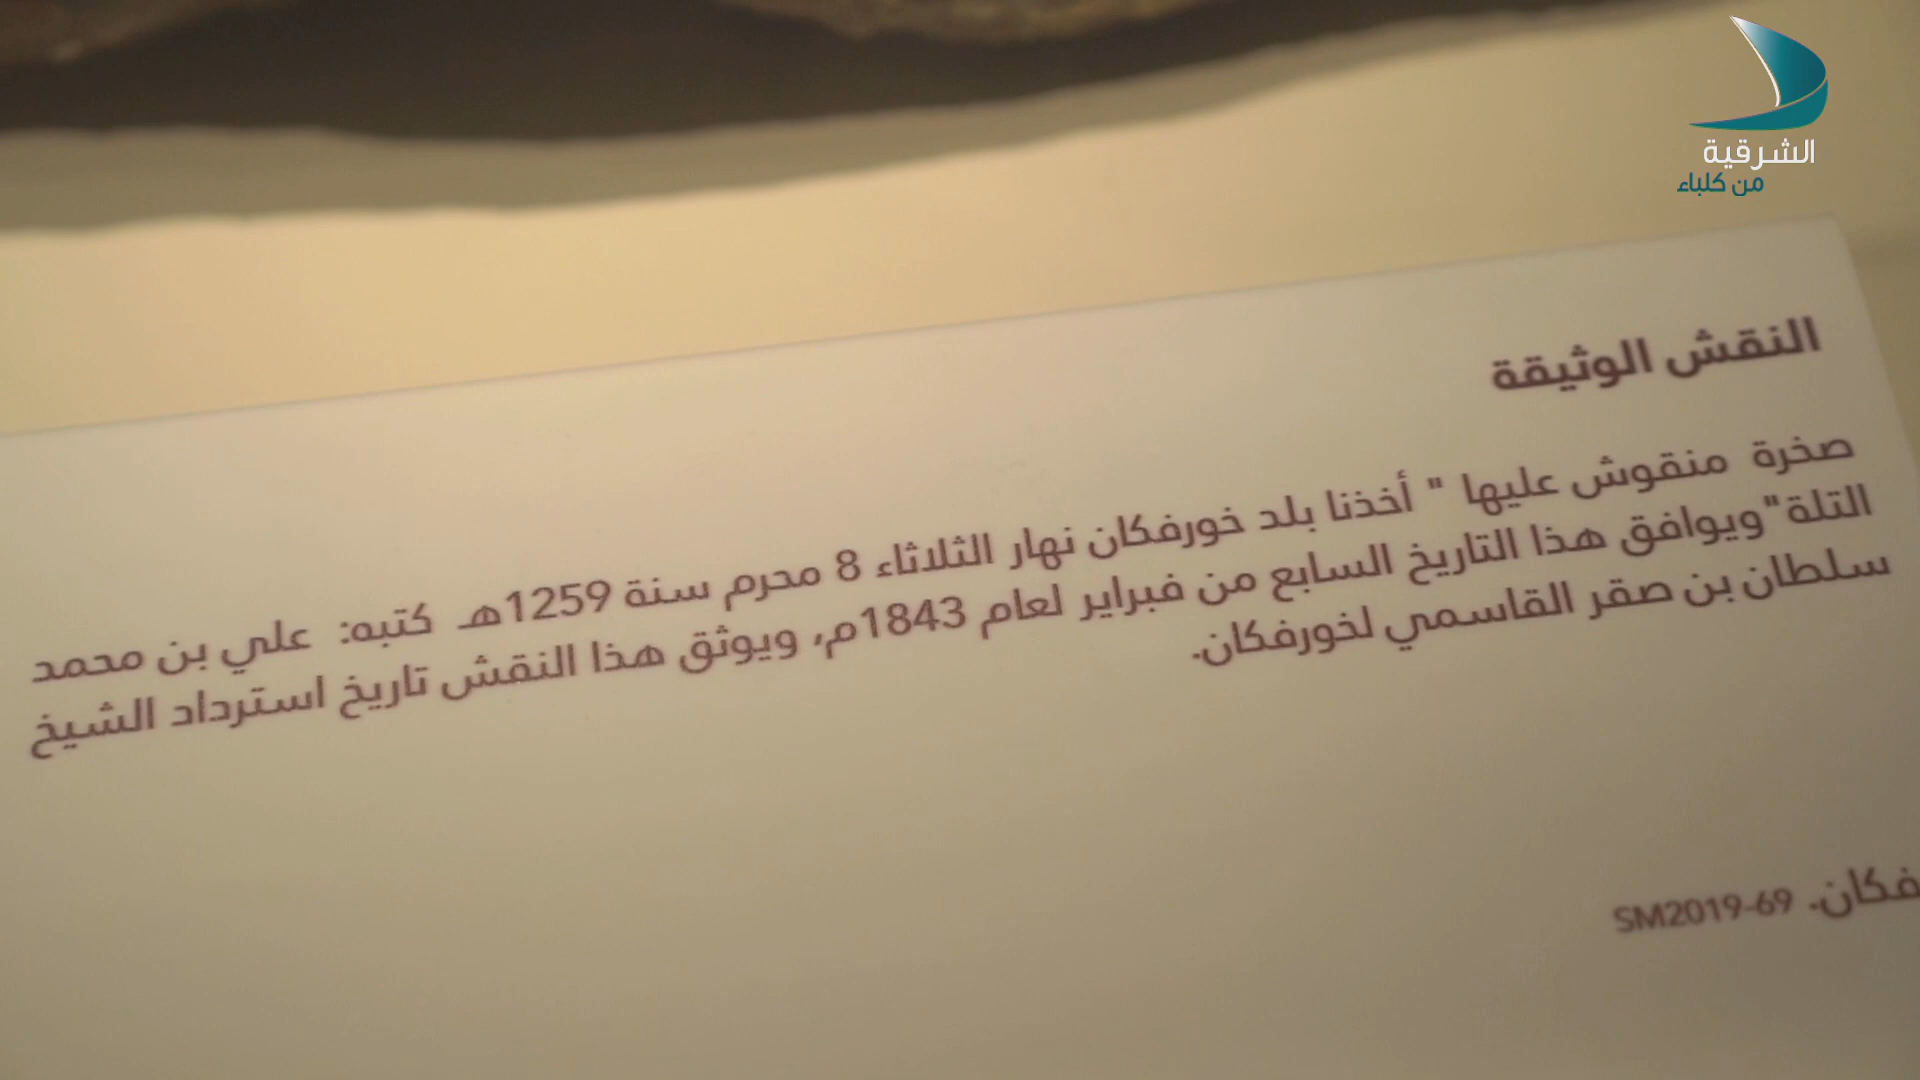 الشرقية
من كلباء
النقش الوثيقة
صخرة منقوش عليها " أخذنا بلد خورفكان نهار الثلاثاء 8 محرم سنة 1259هـ كتبه: علي بن محمد
التلة"ويوافق هذا التاريخ السابع من فبراير لعام 1843م، ويوثق هذا النقش تاريخ استرداد الشيخ
سلطان بن صقر القاسمي لخورفكان.
فكان. SM2019-69